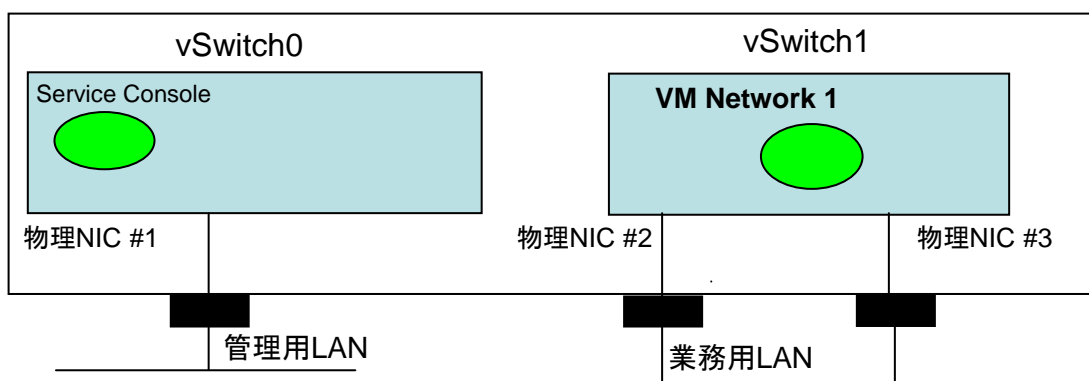 vSwitch0
vSwitch1
Service Console
VM Network 1
物理NIC #1
物理NIC #2
物理NIC #3
管理用LAN
業務用LAN